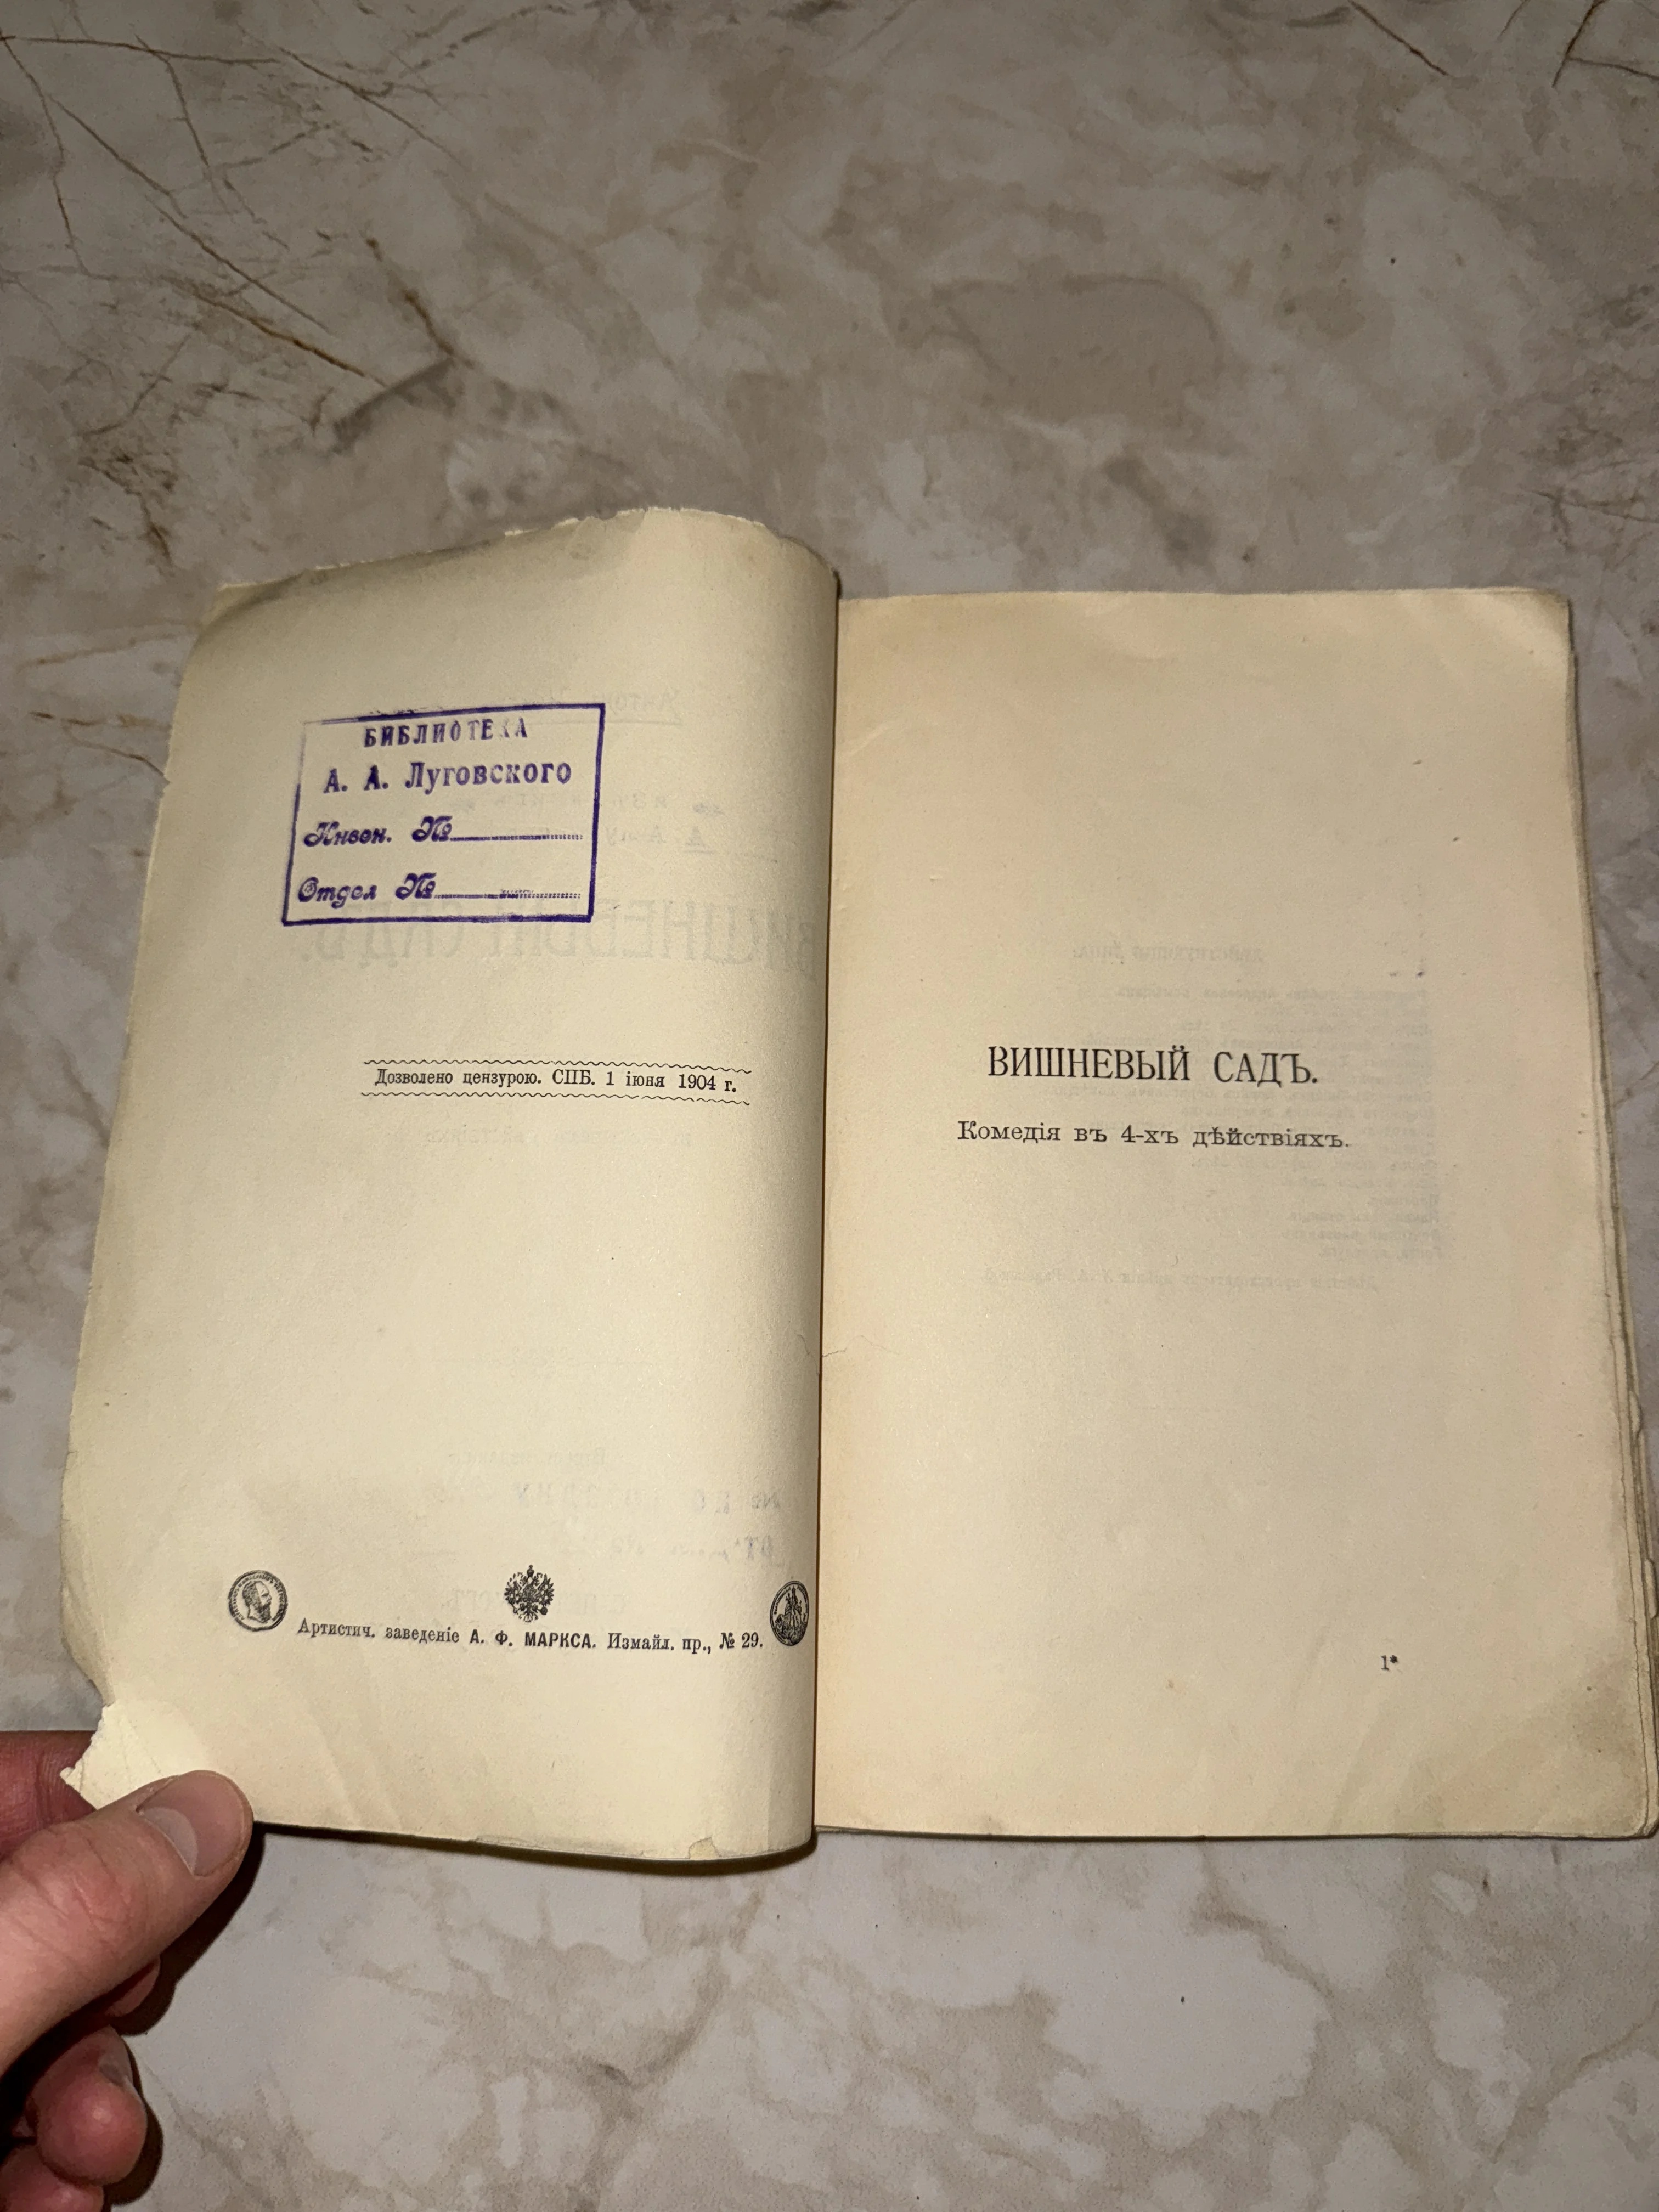 БИБЛИОТЕКА
А. А. Луговского
Инвен. №
Отдел №
Дозволено цензурою. СПБ. 1 іюня 1904 г.
Артистич. заведеніе А. Ф. МАРКСА. Измайл. пр., № 29.
ВИШНЕВЫЙ САДЪ.
Комедія въ 4-хъ дѣйствіяхъ.
1*